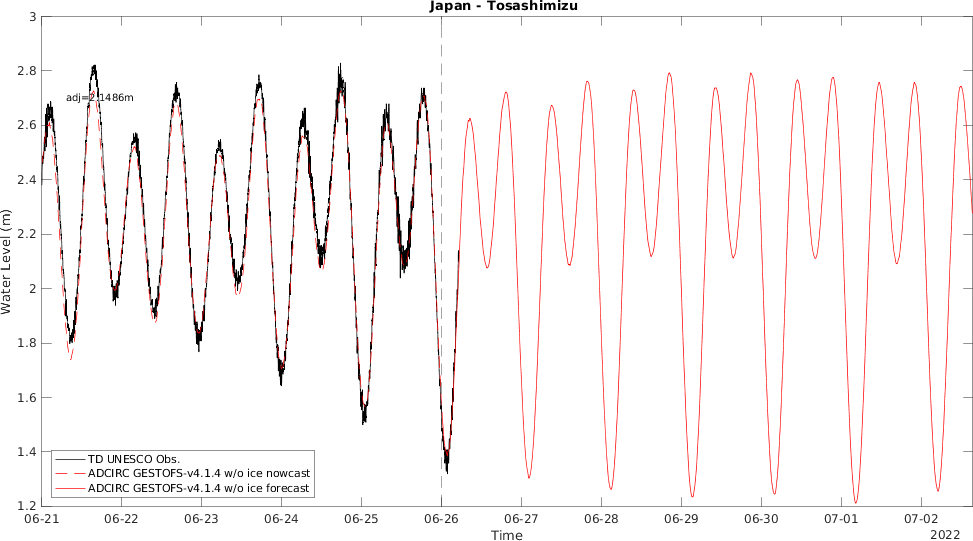 Japan - Tosashimizu
3
2.8
2.6
2.4
2.2
2
1.8
1.6
1.4
1.2
Water Level (m)
adj=2.1486m
TD UNESCO Obs.
ADCIRC GESTOFS-v4.1.4 w/o ice nowcast
ADCIRC GESTOFS-v4.1.4 w/o ice forecast
06-21 06-22 06-23 06-24 06-25 06-26 06-27 06-28 06-29 06-30 07-01 07-02
Time
2022